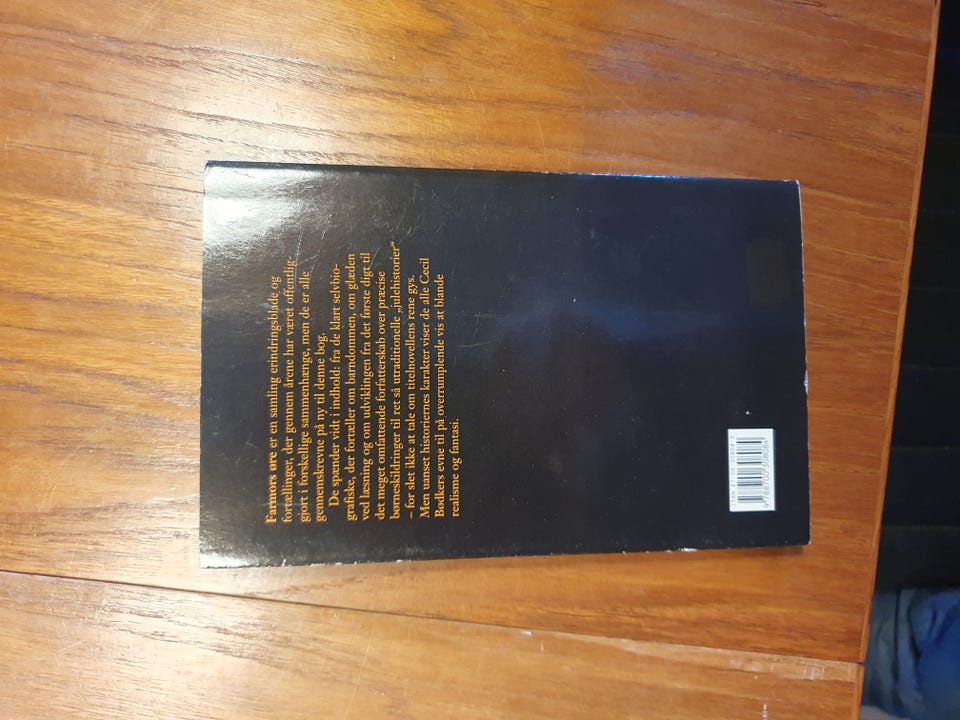 Farmors øre er en samling erindringsblade og
fortællinger, der gennem årene har været offentlig-
gjort i forskellige sammenhænge, men de er alle
gennemskrevne på ny til denne bog.
De spænder vidt i indhold: fra de klart selvbio-
grafiske, der fortæller om barndommen, om glæden
ved læsning og om udviklingen fra det første digt til
det meget omfattende forfatterskab over præcise
børneskildringer til ret så utraditionelle „julehistorier“
– for slet ikke at tale om titelnovellens rene gys.
Men uanset historiernes karakter viser de alle Cecil
Bødkers evne til på overrumplende vis at blande
realisme og fantasi.
ISBN